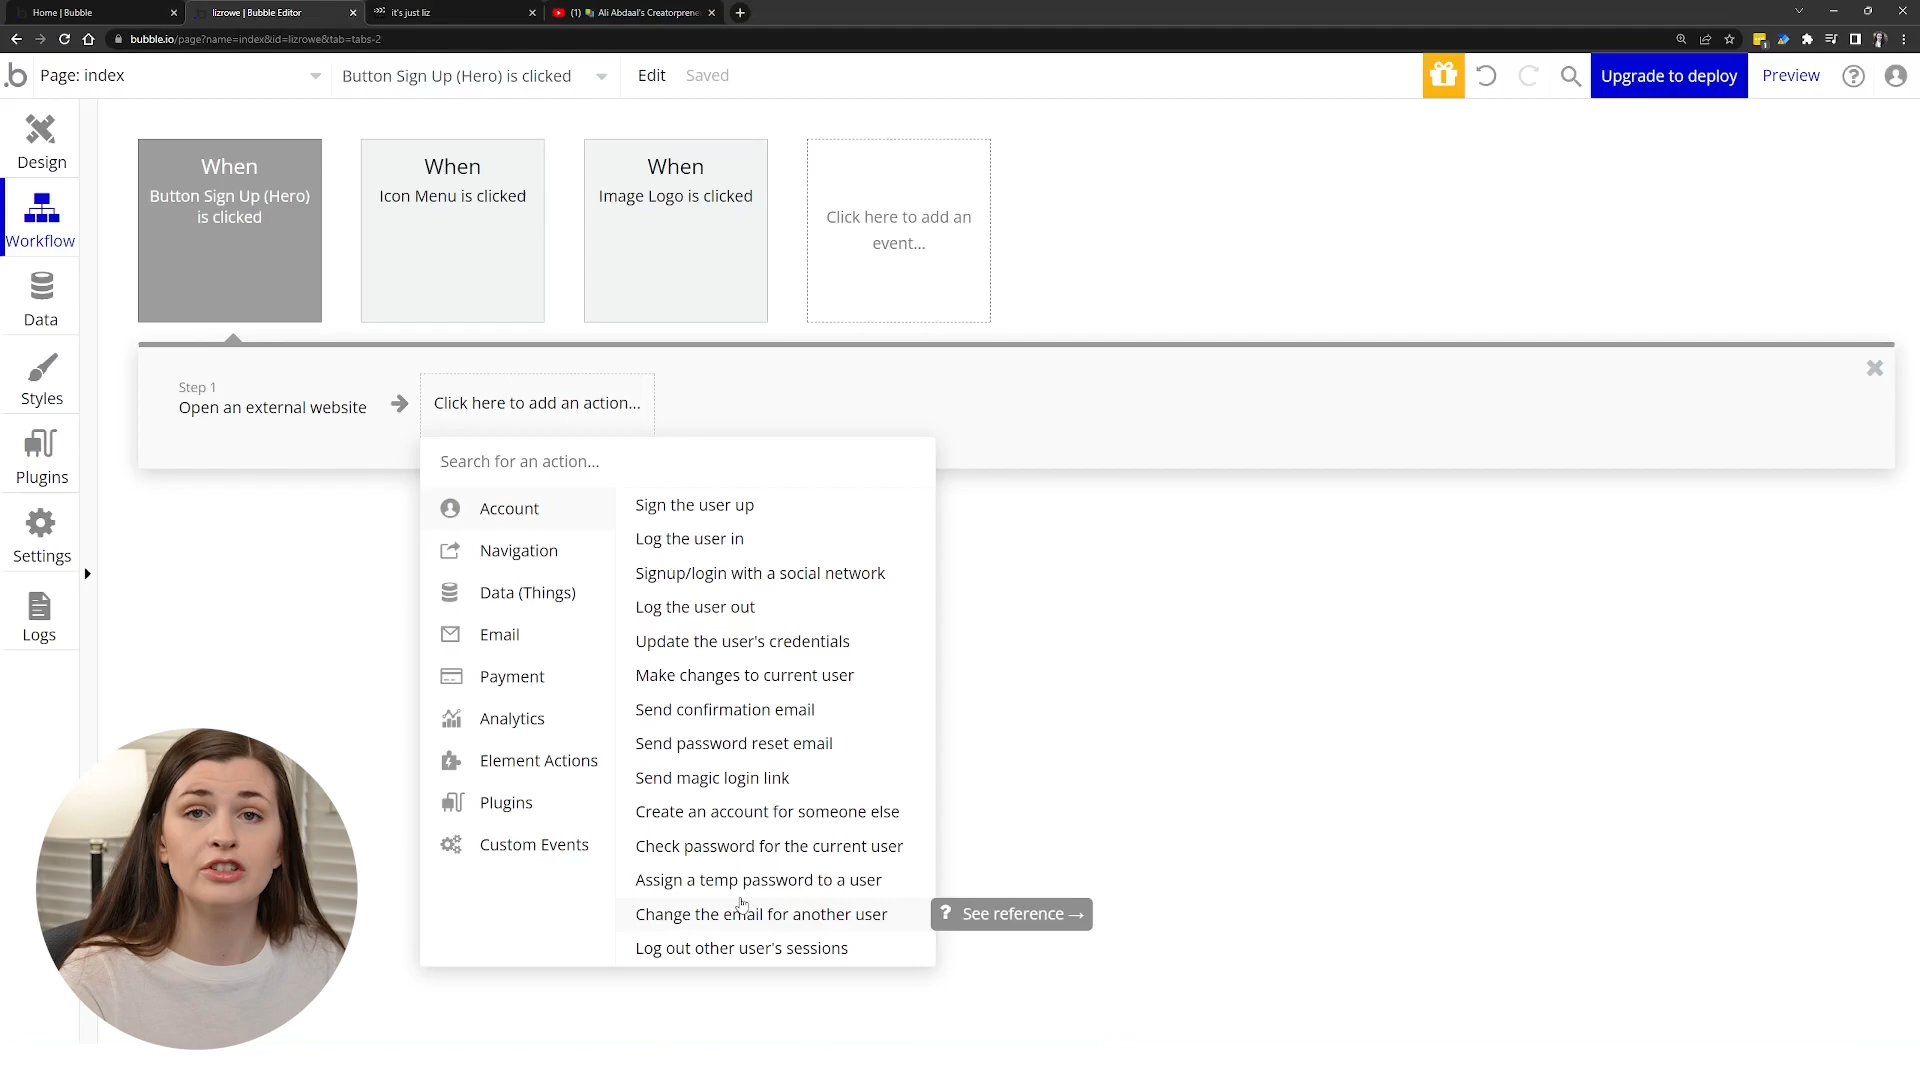 Home | Bubble
lizrowe | Bubble Editor
it's just liz
(1) Ali Abdaal's Creatorprene
bubble.io/page?name=index&id=lizrowe&tab=tabs-2
Page: index
Button Sign Up (Hero) is clicked
Edit
Saved
Upgrade to deploy
Preview
Design
Workflow
Data
Styles
Plugins
Settings
Logs
When
Button Sign Up (Hero)
is clicked
When
Icon Menu is clicked
When
Image Logo is clicked
Click here to add an
event...
Step 1
Open an external website
Click here to add an action...
Search for an action...
Account
Navigation
Data (Things)
Email
Payment
Analytics
Element Actions
Plugins
Custom Events
Sign the user up
Log the user in
Signup/login with a social network
Log the user out
Update the user's credentials
Make changes to current user
Send confirmation email
Send password reset email
Send magic login link
Create an account for someone else
Check password for the current user
Assign a temp password to a user
Change the email for another user
Log out other user's sessions
? See reference →